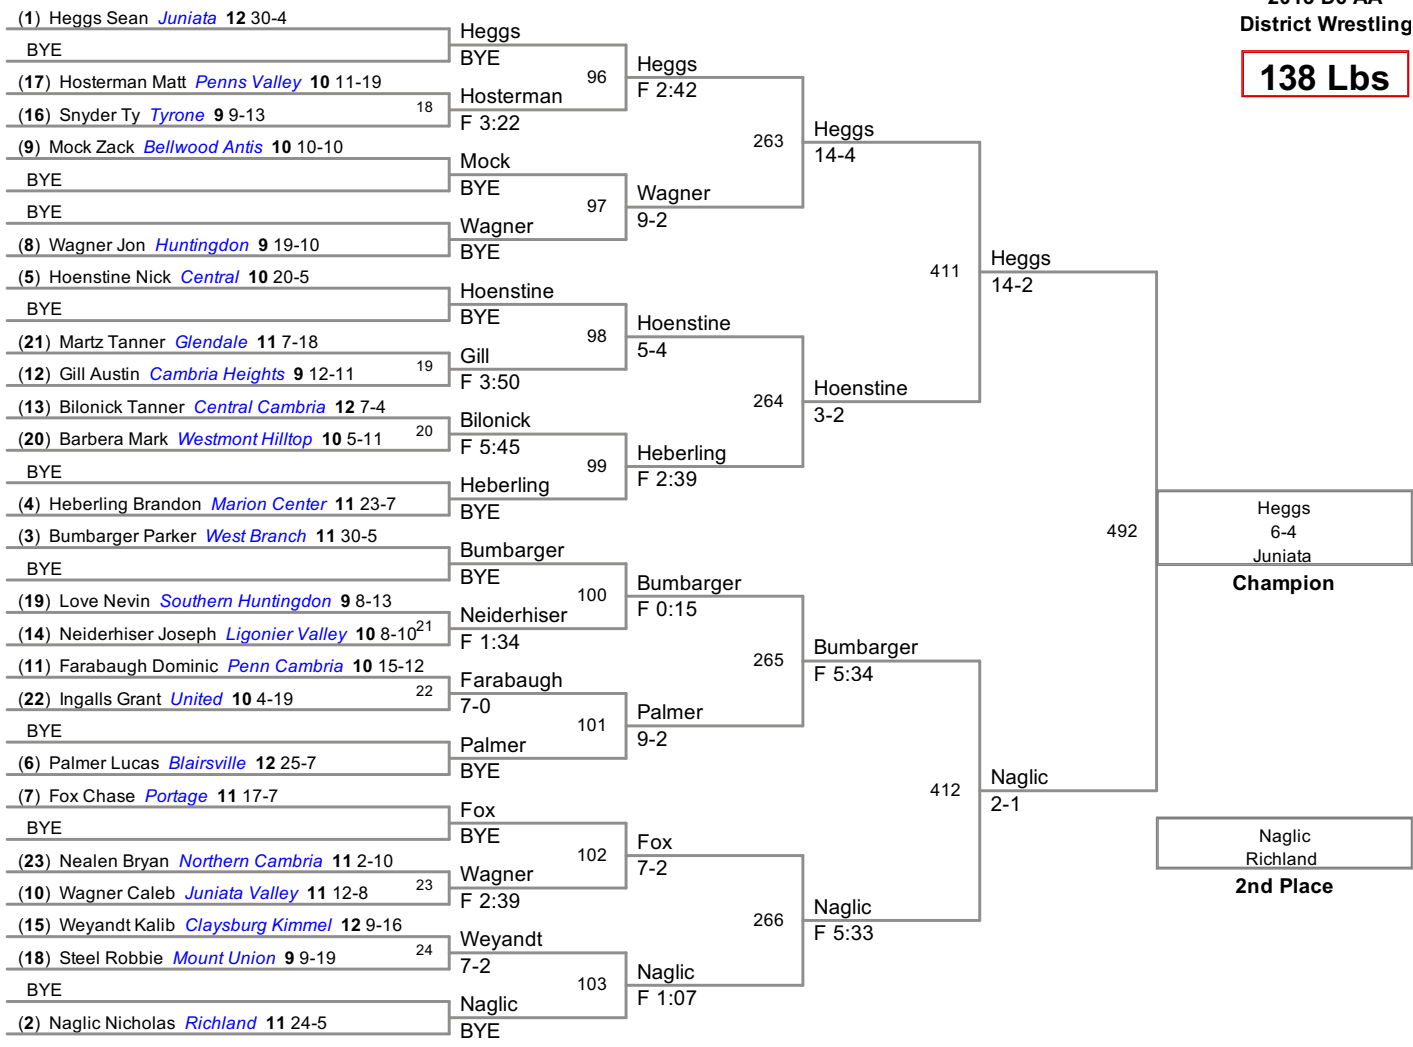 2018 D6 AA
District Wrestling
138 Lbs
(1) Heggs Sean Juniata 12 30-4
BYE
(17) Hosterman Matt Penns Valley 10 11-19
(16) Snyder Ty Tyrone 9 9-13
18
(9) Mock Zack Bellwood Antis 10 10-10
BYE
BYE
(8) Wagner Jon Huntingdon 9 19-10
(5) Hoenstine Nick Central 10 20-5
BYE
(21) Martz Tanner Glendale 11 7-18
(12) Gill Austin Cambria Heights 9 12-11
19
(13) Bilonick Tanner Central Cambria 12 7-4
(20) Barbera Mark Westmont Hilltop 10 5-11
20
BYE
(4) Heberling Brandon Marion Center 11 23-7
(3) Bumbarger Parker West Branch 11 30-5
BYE
(19) Love Nevin Southern Huntingdon 9 8-13
(14) Neiderhiser Joseph Ligonier Valley 10 8-10
21
(11) Farabaugh Dominic Penn Cambria 10 15-12
(22) Ingalls Grant United 10 4-19
22
BYE
(6) Palmer Lucas Blairsville 12 25-7
(7) Fox Chase Portage 11 17-7
BYE
(23) Nealen Bryan Northern Cambria 11 2-10
(10) Wagner Caleb Juniata Valley 11 12-8
23
(15) Weyandt Kalib Claysburg Kimmel 12 9-16
(18) Steel Robbie Mount Union 9 9-19
24
BYE
(2) Naglic Nicholas Richland 11 24-5
Heggs
BYE
96
Hosterman
F 3:22
Mock
BYE
97
Wagner
BYE
Hoenstine
BYE
98
Gill
F 3:50
Bilonick
F 5:45
99
Heberling
BYE
Bumbarger
BYE
100
Neiderhiser
F 1:34
Farabaugh
7-0
101
Palmer
BYE
Fox
BYE
102
Wagner
F 2:39
Weyandt
7-2
103
Naglic
BYE
Heggs
F 2:42
263
Wagner
9-2
Hoenstine
5-4
264
Heberling
F 2:39
Bumbarger
F 0:15
265
Palmer
9-2
Fox
7-2
266
Naglic
F 1:07
Heggs
14-4
411
Hoenstine
3-2
Bumbarger
F 5:34
412
Naglic
F 5:33
Heggs
14-2
492
Naglic
2-1
Heggs
6-4
Juniata
Champion
Naglic
Richland
2nd Place